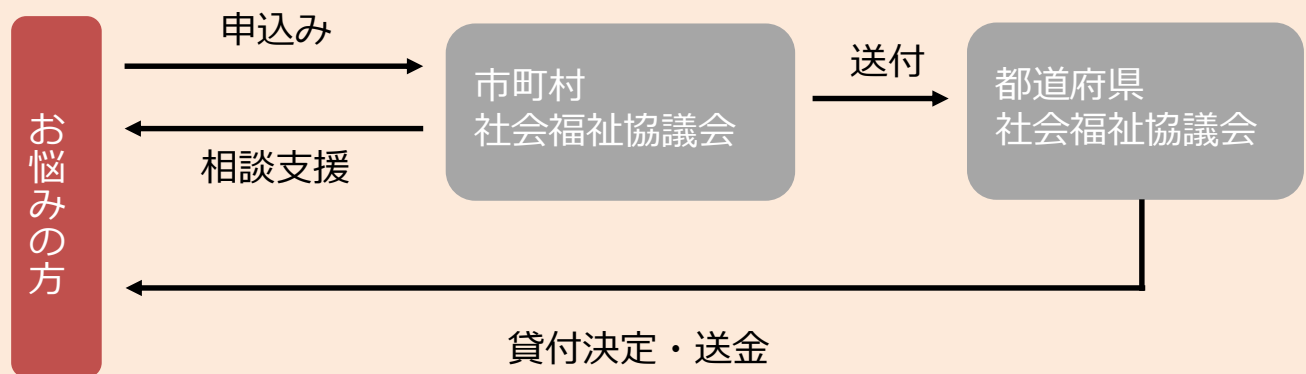 申込み
市町村
社会福祉協議会
送付
都道府県
社会福祉協議会
お悩みの方
相談支援
貸付決定・送金